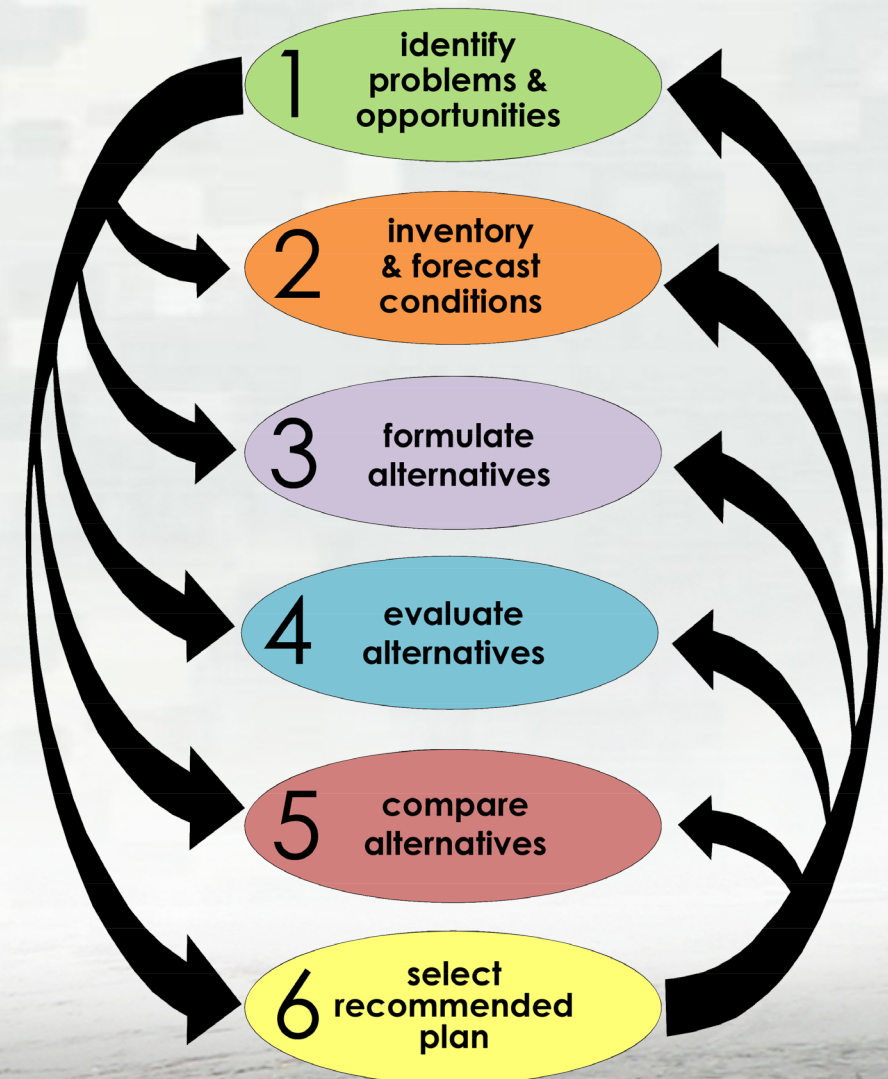 1
identify
problems &
opportunities
2
inventory
& forecast
conditions
3
formulate
alternatives
4
evaluate
alternatives
5
compare
alternatives
6
select
recommended
plan